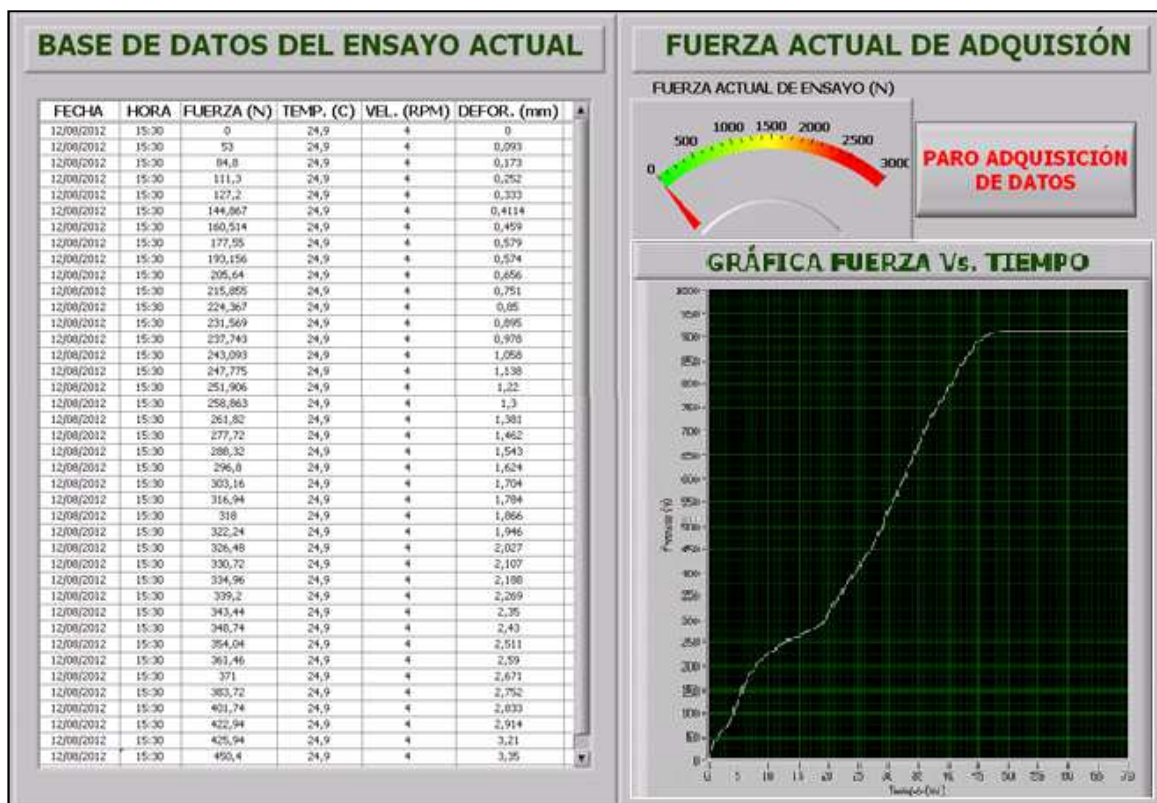 BASE DE DATOS DEL ENSAYO ACTUAL
FECHA HORA FUERZA (N) TEMP. (C) VEL. (RPM) DEFOR. (mm)
12/08/2012 15:30 0 24,9 4 0
12/08/2012 15:30 53 24,9 4 0,093
12/08/2012 15:30 84,8 24,9 4 0,173
12/08/2012 15:30 111,3 24,9 4 0,252
12/08/2012 15:30 127,2 24,9 4 0,333
12/08/2012 15:30 144,867 24,9 4 0,4114
12/08/2012 15:30 160,514 24,9 4 0,459
12/08/2012 15:30 177,55 24,9 4 0,579
12/08/2012 15:30 193,156 24,9 4 0,574
12/08/2012 15:30 205,64 24,9 4 0,656
12/08/2012 15:30 215,855 24,9 4 0,751
12/08/2012 15:30 224,367 24,9 4 0,85
12/08/2012 15:30 231,569 24,9 4 0,895
12/08/2012 15:30 237,743 24,9 4 0,978
12/08/2012 15:30 243,093 24,9 4 1,058
12/08/2012 15:30 247,775 24,9 4 1,138
12/08/2012 15:30 251,906 24,9 4 1,22
12/08/2012 15:30 258,863 24,9 4 1,3
12/08/2012 15:30 261,82 24,9 4 1,381
12/08/2012 15:30 277,72 24,9 4 1,462
12/08/2012 15:30 288,32 24,9 4 1,543
12/08/2012 15:30 296,8 24,9 4 1,624
12/08/2012 15:30 303,16 24,9 4 1,704
12/08/2012 15:30 316,94 24,9 4 1,784
12/08/2012 15:30 318 24,9 4 1,866
12/08/2012 15:30 322,24 24,9 4 1,946
12/08/2012 15:30 326,48 24,9 4 2,027
12/08/2012 15:30 330,72 24,9 4 2,107
12/08/2012 15:30 334,96 24,9 4 2,188
12/08/2012 15:30 339,2 24,9 4 2,269
12/08/2012 15:30 343,44 24,9 4 2,35
12/08/2012 15:30 348,74 24,9 4 2,43
12/08/2012 15:30 354,04 24,9 4 2,511
12/08/2012 15:30 361,46 24,9 4 2,59
12/08/2012 15:30 371 24,9 4 2,671
12/08/2012 15:30 383,72 24,9 4 2,752
12/08/2012 15:30 401,74 24,9 4 2,833
12/08/2012 15:30 422,94 24,9 4 2,914
12/08/2012 15:30 425,94 24,9 4 3,21
12/08/2012 15:30 450,4 24,9 4 3,35
FUERZA ACTUAL DE ADQUISIÓN
FUERZA ACTUAL DE ENSAYO (N)
0 500 1000 1500 2000 2500
PARO ADQUISICIÓN
DE DATOS
GRÁFICA FUERZA Vs. TIEMPO